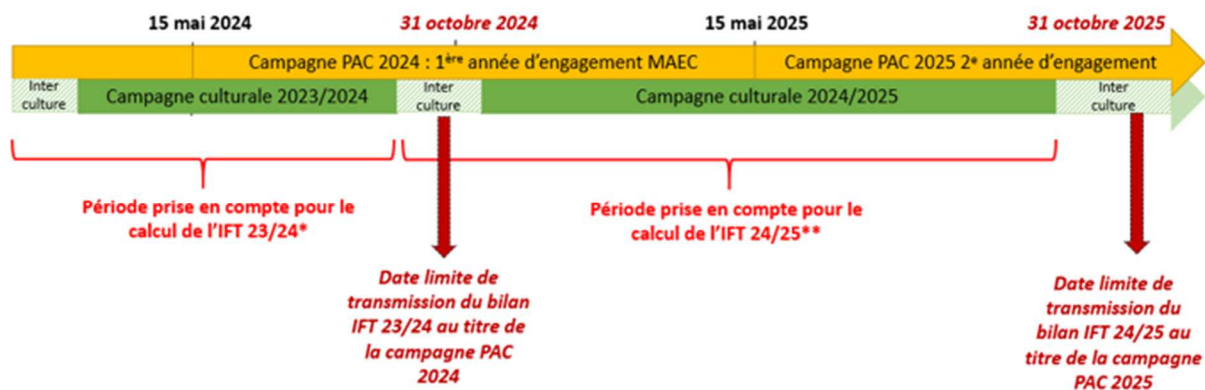 15 mai 2024
31 octobre 2024
15 mai 2025
31 octobre 2025
Campagne PAC 2024 : 1ère année d’engagement MAEC
Campagne PAC 2025 2e année d’engagement
Inter
culture
Campagne culturale 2023/2024
Inter
culture
Campagne culturale 2024/2025
Inter
culture
Période prise en compte pour le
calcul de l’IFT 23/24*
Période prise en compte pour le
calcul de l’IFT 24/25**
Date limite de
transmission du bilan
IFT 23/24 au titre de
la campagne PAC
2024
Date limite de
transmission du
bilan IFT 24/25 au
titre de la campagne
PAC 2025